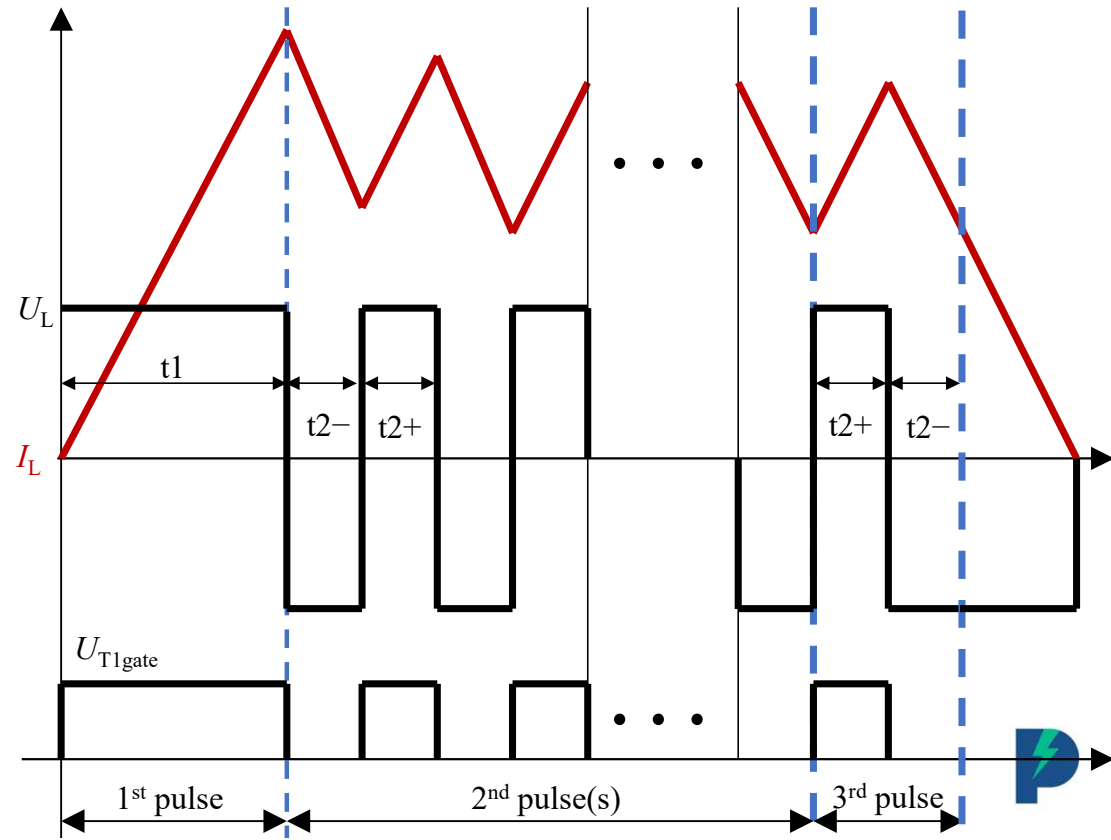 U_L
t1
t2− t2+ t2+ t2−
I_L
U_T1gate
1st pulse 2nd pulse(s) 3rd pulse